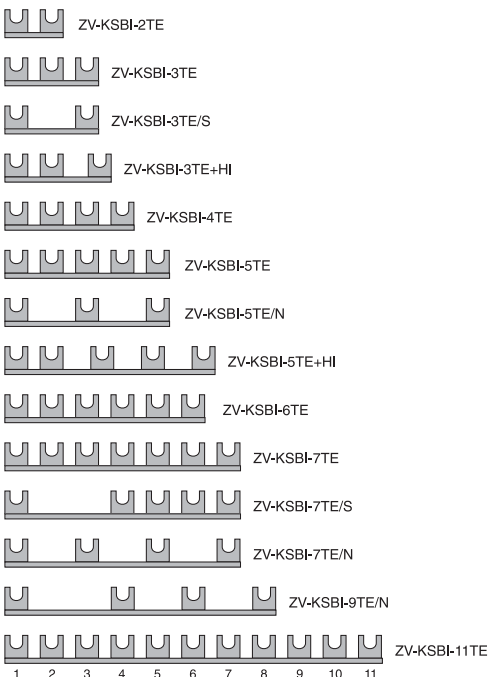 ZV-KSBI-2TE
ZV-KSBI-3TE
ZV-KSBI-3TE/S
ZV-KSBI-3TE+HI
ZV-KSBI-4TE
ZV-KSBI-5TE
ZV-KSBI-5TE/N
ZV-KSBI-5TE+HI
ZV-KSBI-6TE
ZV-KSBI-7TE
ZV-KSBI-7TE/S
ZV-KSBI-7TE/N
ZV-KSBI-9TE/N
ZV-KSBI-11TE
1 2 3 4 5 6 7 8 9 10 11